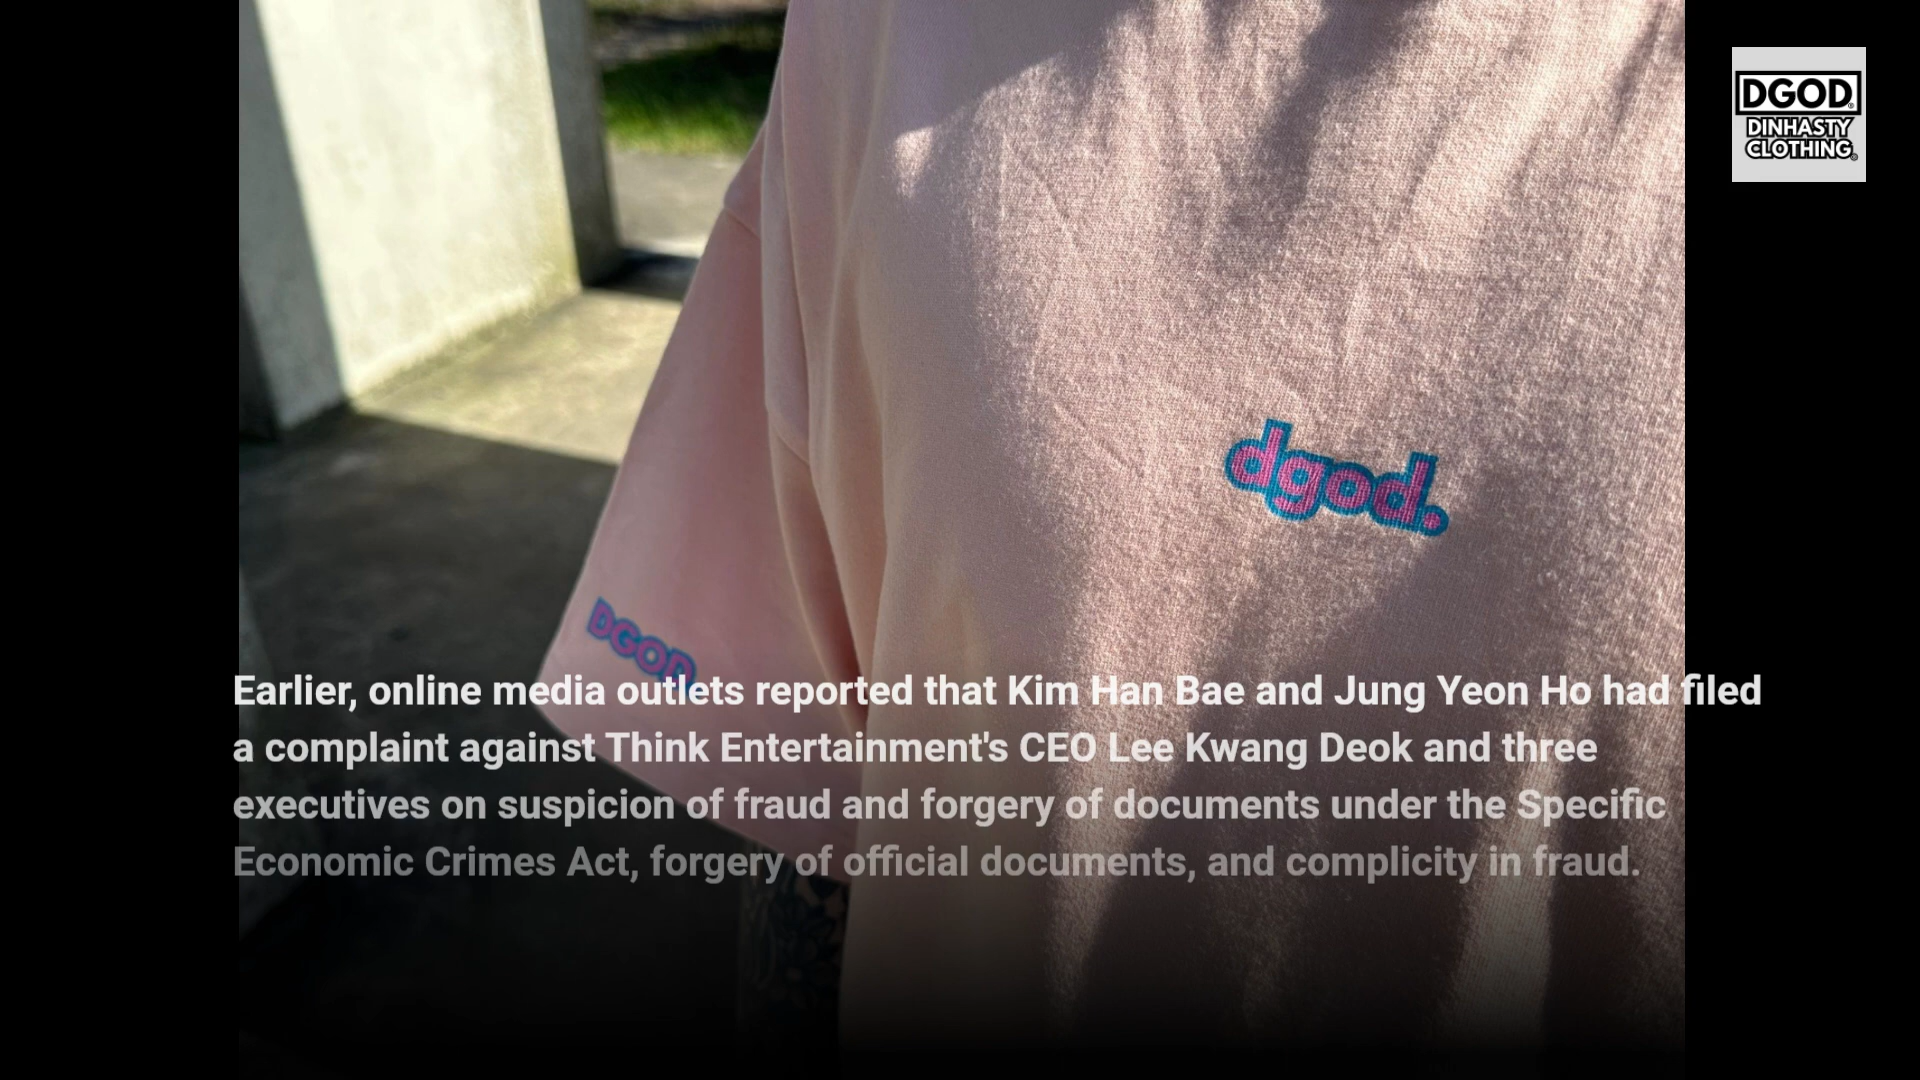 DGOD®
DINHASTY
CLOTHING®
dgod.
DGOD
Earlier, online media outlets reported that Kim Han Bae and Jung Yeon Ho had filed
a complaint against Think Entertainment's CEO Lee Kwang Deok and three
executives on suspicion of fraud and forgery of documents under the Specific
Economic Crimes Act, forgery of official documents, and complicity in fraud.